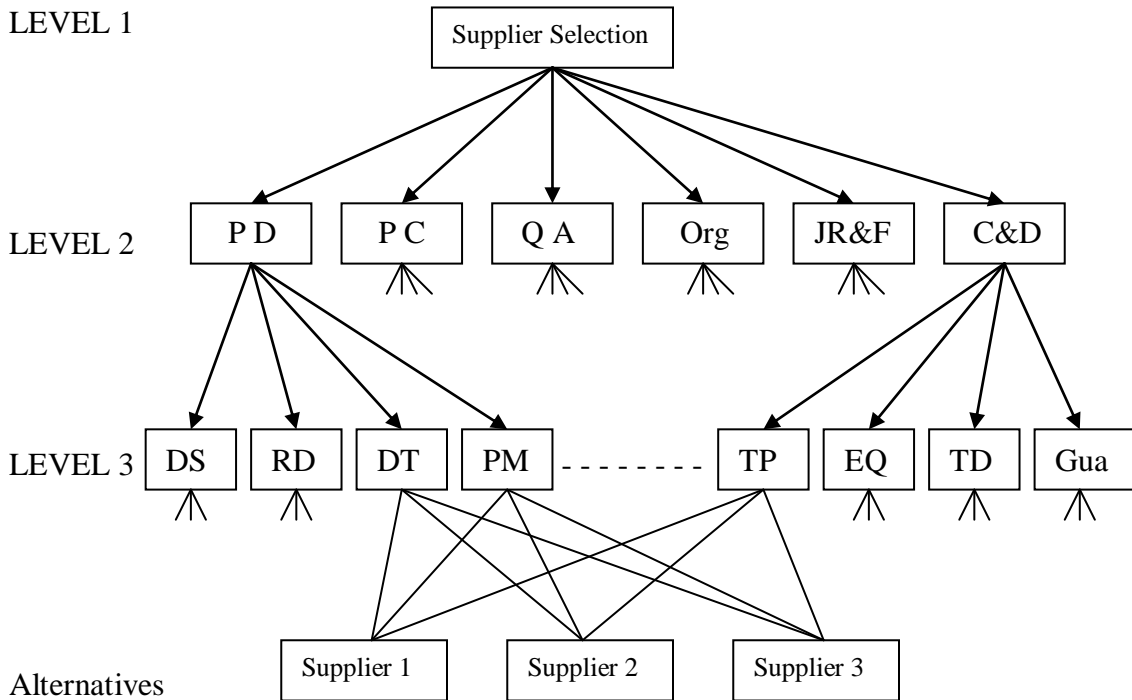 LEVEL 1
Supplier Selection
LEVEL 2
P D
P C
Q A
Org
JR&F
C&D
LEVEL 3
DS
RD
DT
PM
TP
EQ
TD
Gua
Supplier 1
Supplier 2
Supplier 3
Alternatives